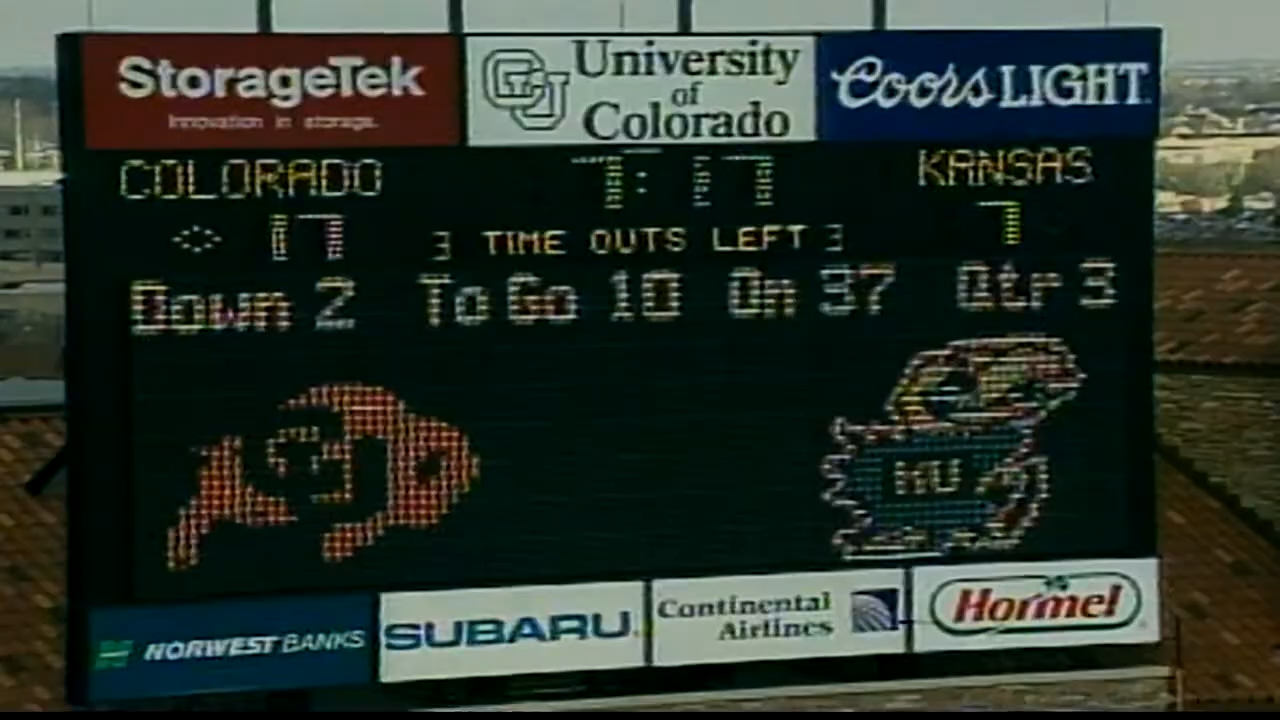 StorageTek
Innovation in storage.
CU
University
of
Colorado
Coors LIGHT
COLORADO 7:17 KANSAS
<> 17 3 TIME OUTS LEFT 3 7
Down 2 To Go 10 On 37 Qtr 3
KU
NORWEST BANKS
SUBARU
Continental
Airlines
Hormel